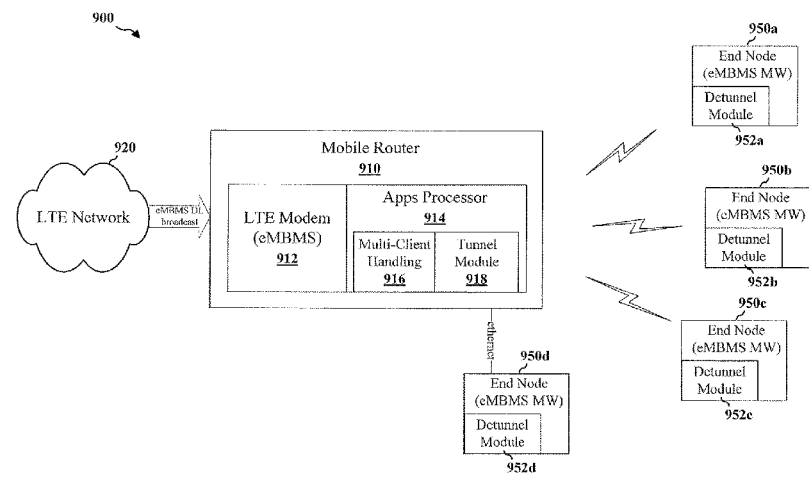 900
920
LTE Network
eMBMS DL
broadcast
Mobile Router
910
LTE Modem
(eMBMS)
912
Apps Processor
914
Multi-Client
Handling
916
Tunnel
Module
918
ethernet
950a
End Node
(eMBMS MW)
Detunnel
Module
952a
950b
End Node
(eMBMS MW)
Detunnel
Module
952b
950c
End Node
(eMBMS MW)
Detunnel
Module
952c
950d
End Node
(eMBMS MW)
Detunnel
Module
952d